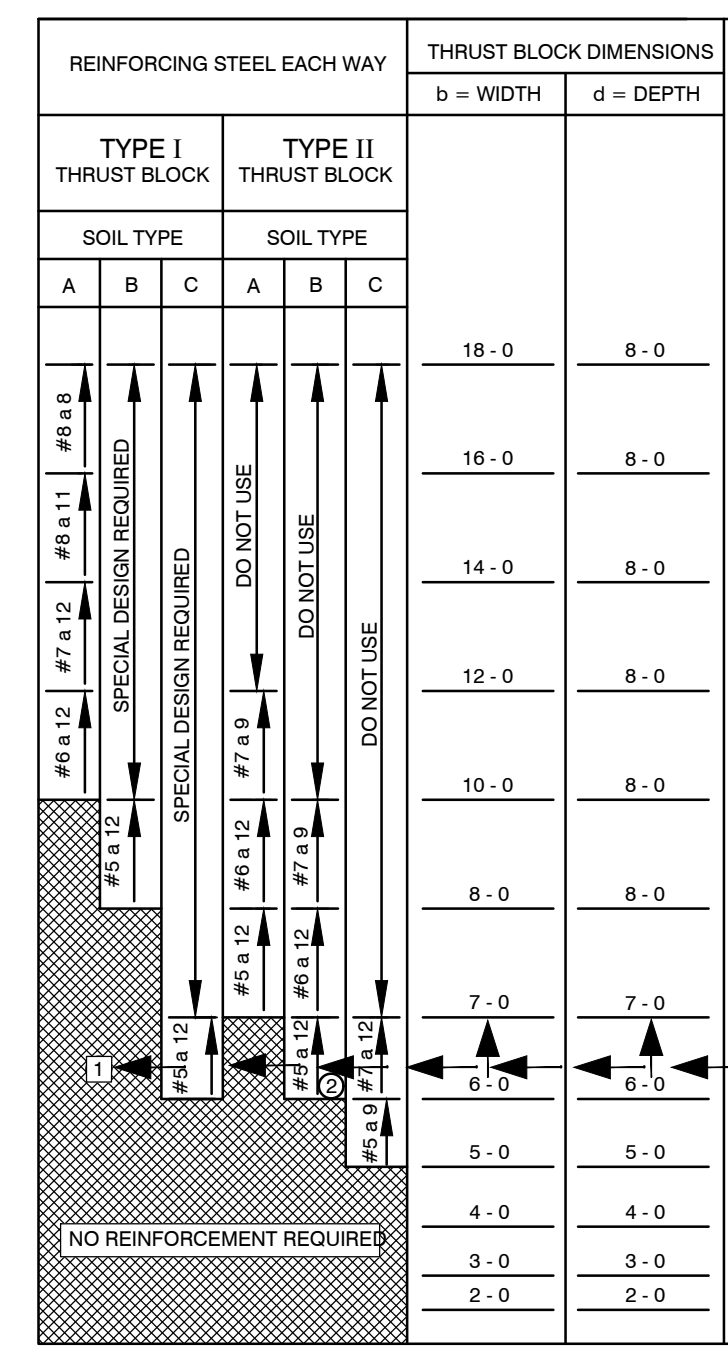 REINFORCING STEEL EACH WAY
THRUST BLOCK DIMENSIONS
b = WIDTH
d = DEPTH
TYPE I
THRUST BLOCK
TYPE II
THRUST BLOCK
SOIL TYPE
SOIL TYPE
A
B
C
A
B
C
18 - 0
8 - 0
#8 a 8
16 - 0
8 - 0
#8 a 11
SPECIAL DESIGN REQUIRED
SPECIAL DESIGN REQUIRED
DO NOT USE
DO NOT USE
DO NOT USE
14 - 0
8 - 0
#7 a 12
12 - 0
8 - 0
#6 a 12
#7 a 9
10 - 0
8 - 0
#5 a 12
#6 a 12
#7 a 9
8 - 0
8 - 0
#5 a 12
#6 a 12
7 - 0
7 - 0
1
#5 a 12
#5 a 12
2
#7 a 12
6 - 0
6 - 0
#5 a 9
5 - 0
5 - 0
4 - 0
4 - 0
NO REINFORCEMENT REQUIRED
3 - 0
3 - 0
2 - 0
2 - 0